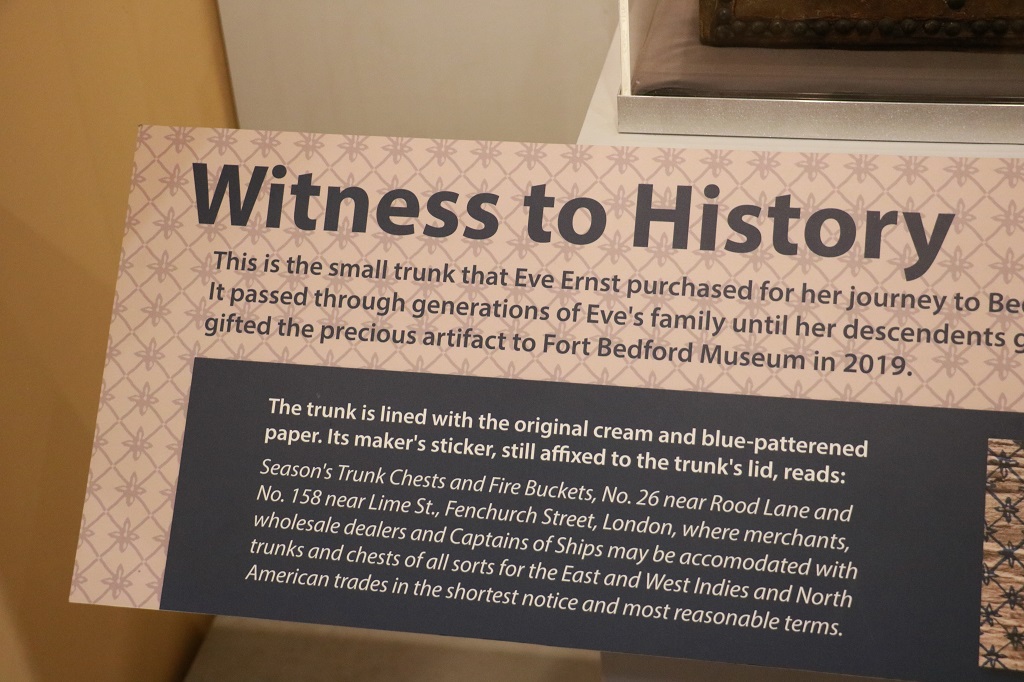 Witness to History
This is the small trunk that Eve Ernst purchased for her journey to
It passed through generations of Eve's family until her descendents
gifted the precious artifact to Fort Bedford Museum in 2019.
The trunk is lined with the original cream and blue-patterened
paper. Its maker's sticker, still affixed to the trunk's lid, reads:
Season's Trunk Chests and Fire Buckets, No. 26 near Rood Lane and
No. 158 near Lime St., Fenchurch Street, London, where merchants,
wholesale dealers and Captains of Ships may be accomodated with
trunks and chests of all sorts for the East and West Indies and North
American trades in the shortest notice and most reasonable terms.